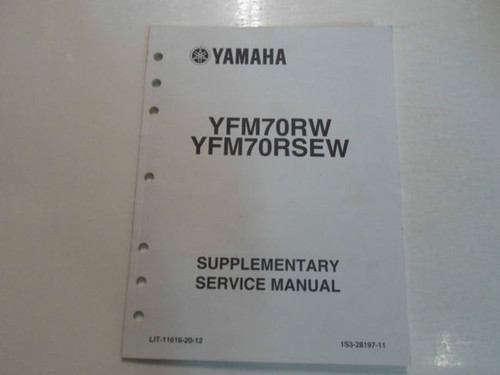 YAMAHA
YFM70RW
YFM70RSEW
SUPPLEMENTARY
SERVICE MANUAL
LIT-11616-20-12 1S3-28197-11